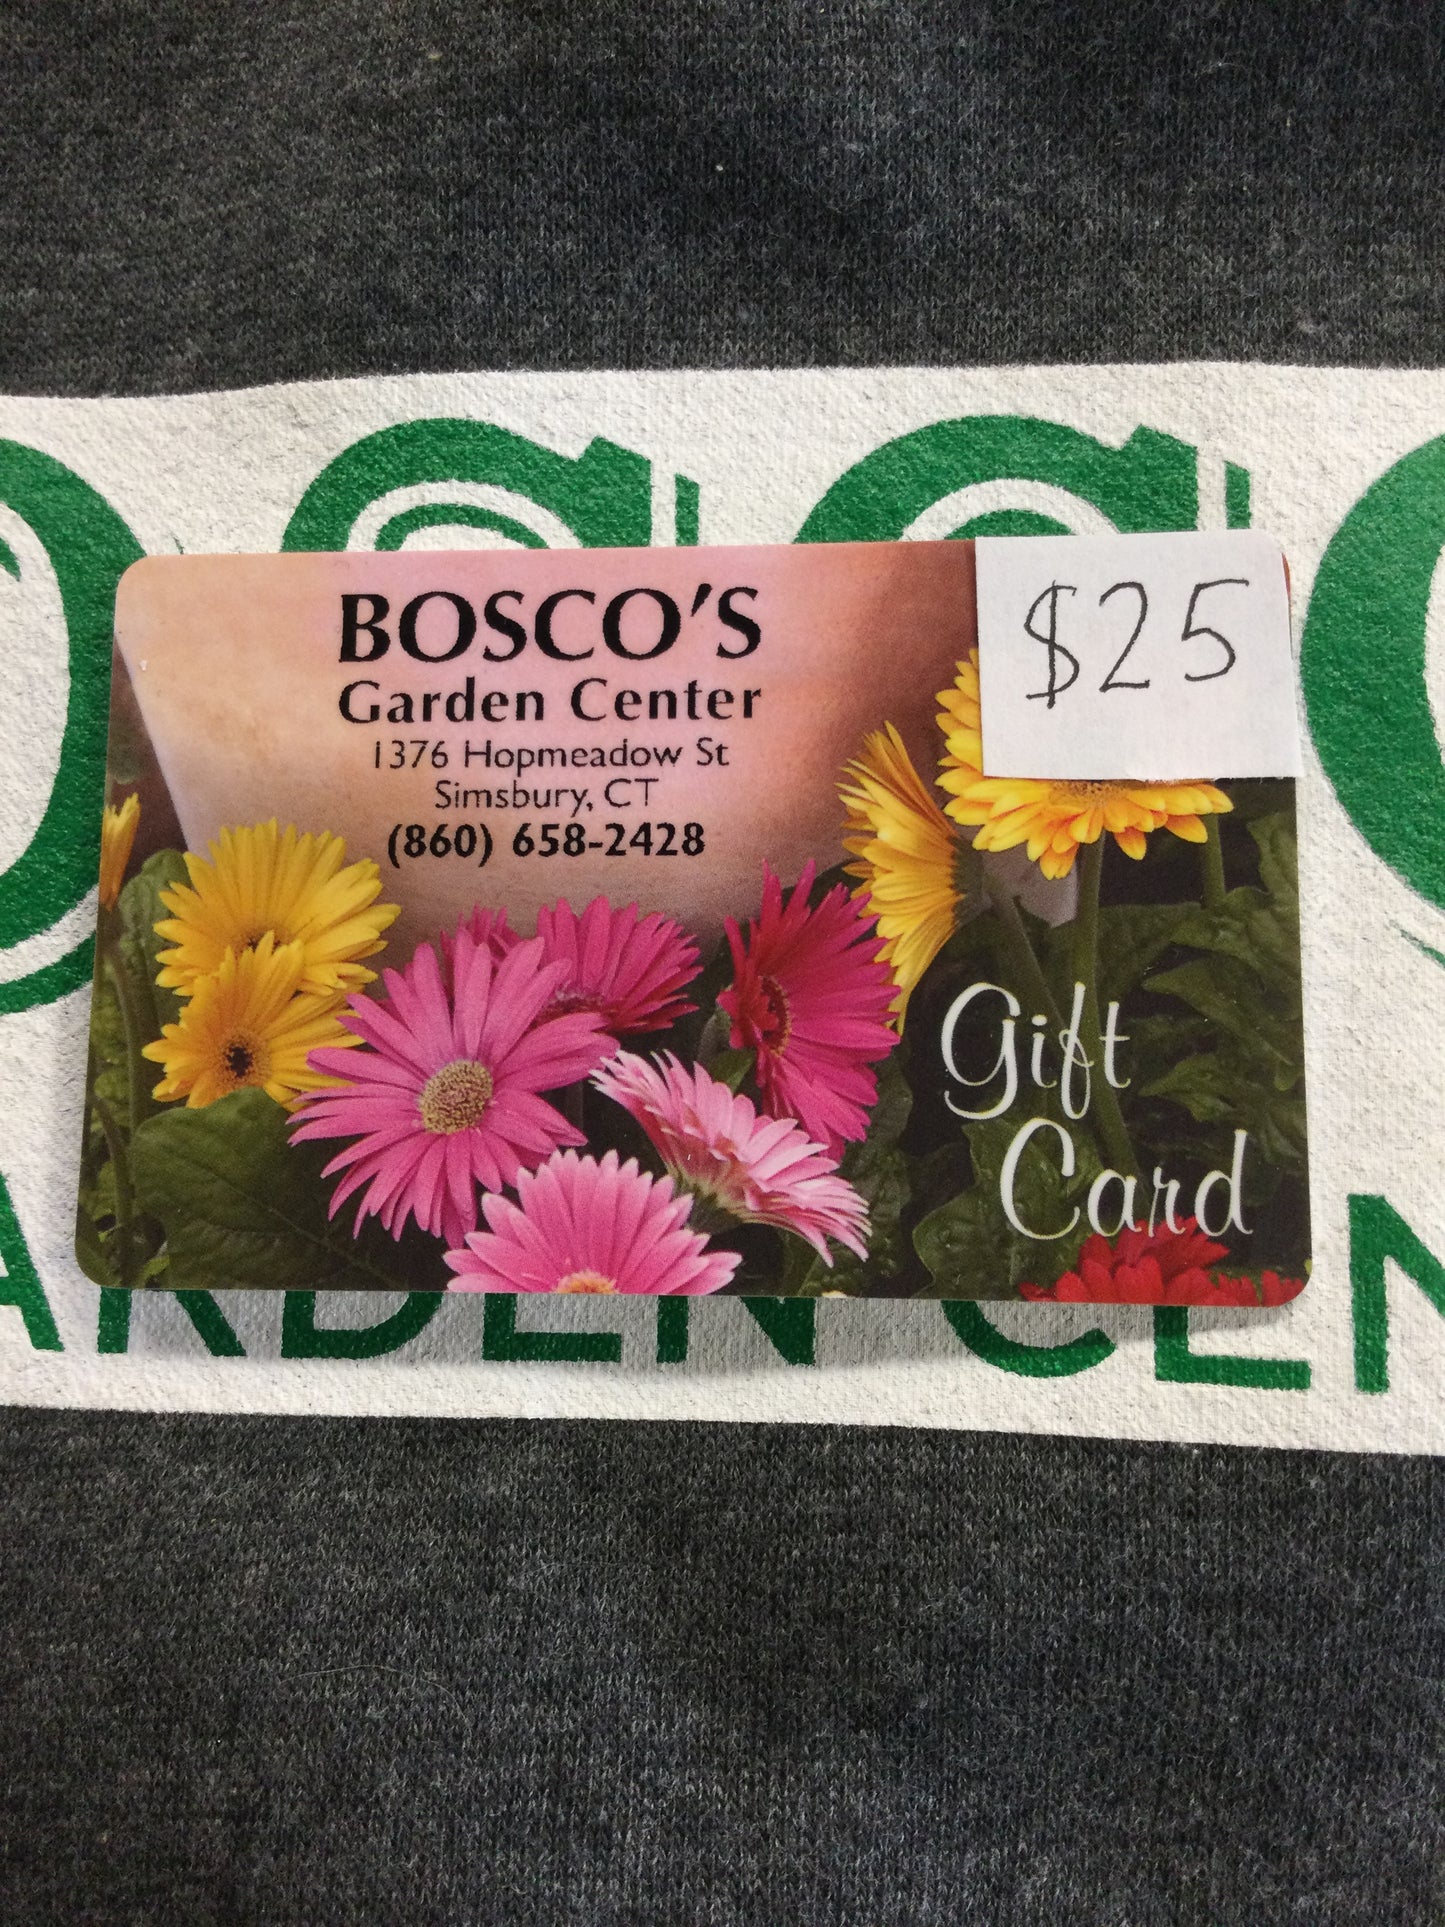 BOSCO'S
Garden Center
1376 Hopmeadow St
Simsbury, CT
(860) 658-2428
$25
Gift
Card